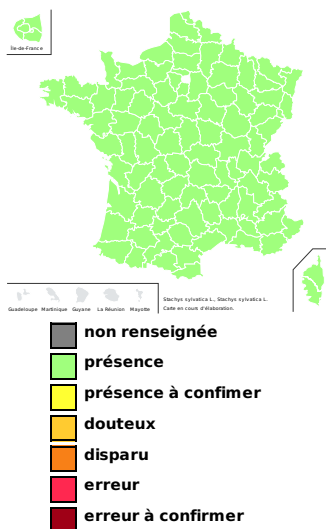 Île-de-France
Guadeloupe Martinique Guyane La Réunion Mayotte
Stachys sylvatica L., Stachys sylvatica L.
Carte en cours d'élaboration.
non renseignée
présence
présence à confimer
douteux
disparu
erreur
erreur à confirmer